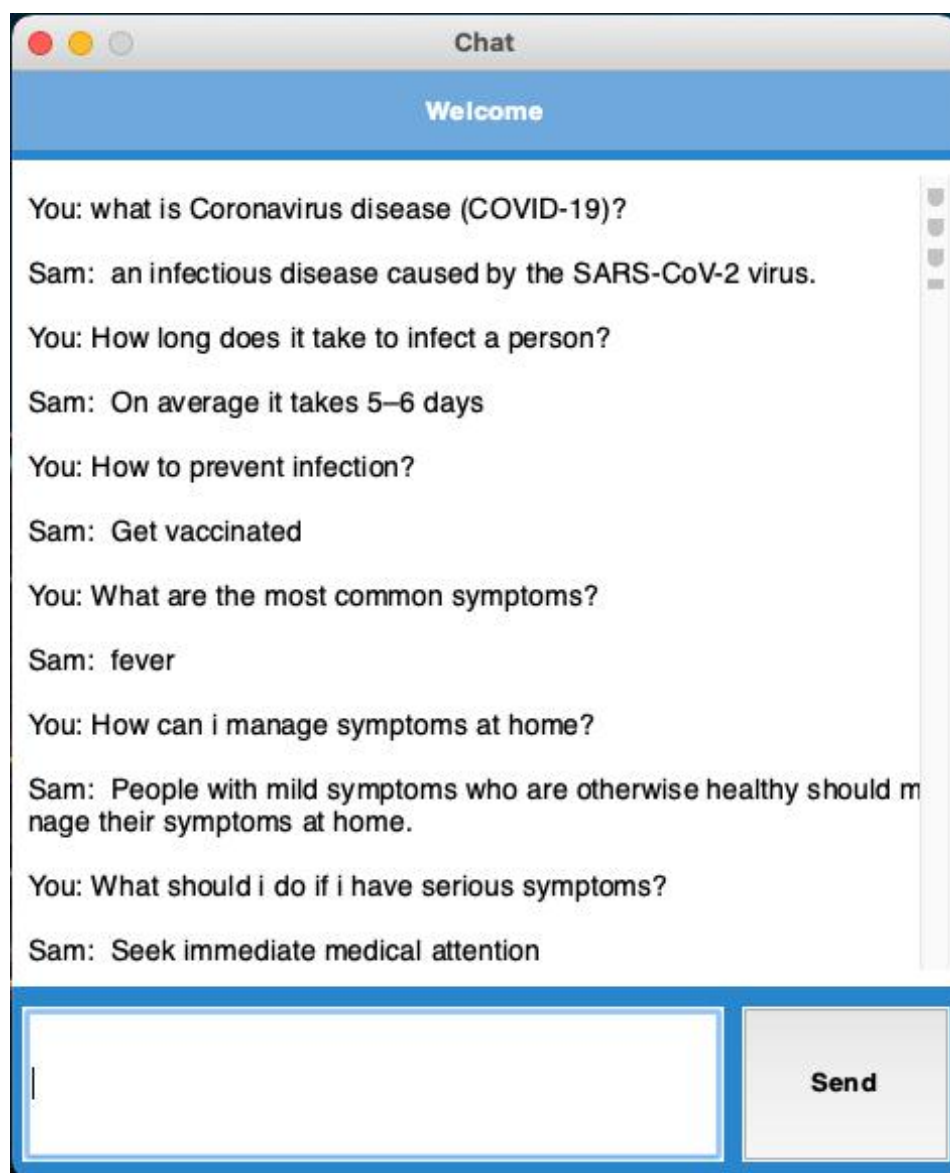 Chat
Welcome
You: what is Coronavirus disease (COVID-19)?
Sam: an infectious disease caused by the SARS-CoV-2 virus.
You: How long does it take to infect a person?
Sam: On average it takes 5–6 days
You: How to prevent infection?
Sam: Get vaccinated
You: What are the most common symptoms?
Sam: fever
You: How can i manage symptoms at home?
Sam: People with mild symptoms who are otherwise healthy should m
nage their symptoms at home.
You: What should i do if i have serious symptoms?
Sam: Seek immediate medical attention
Send